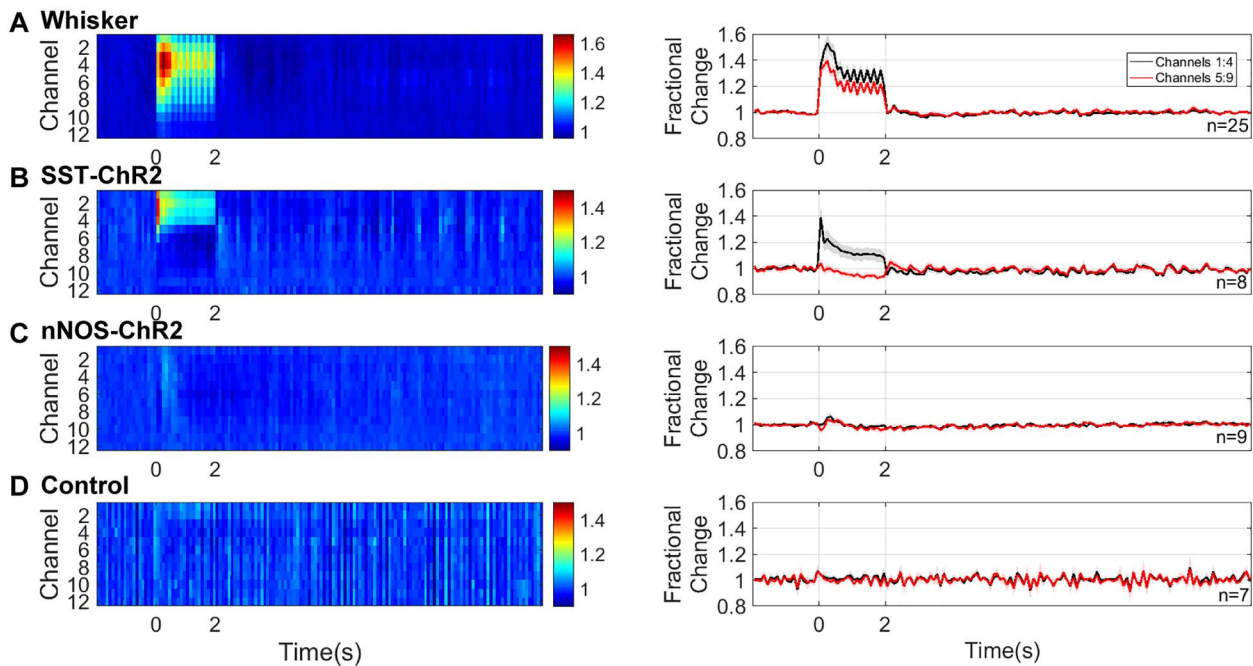 A Whisker
Channel
2
4
6
8
10
12
0 2
1.6
1.4
1.2
1
Fractional
Change
1.6
1.4
1.2
1
0.8
0 2
Channels 1:4
Channels 5:9
n=25
B SST-ChR2
Channel
2
4
6
8
10
12
0 2
1.4
1.2
1
Fractional
Change
1.6
1.4
1.2
1
0.8
0 2
n=8
C nNOS-ChR2
Channel
2
4
6
8
10
12
0 2
1.4
1.2
1
Fractional
Change
1.6
1.4
1.2
1
0.8
0 2
n=9
D Control
Channel
2
4
6
8
10
12
0 2
Time(s)
1.4
1.2
1
Fractional
Change
1.6
1.4
1.2
1
0.8
0 2
Time(s)
n=7